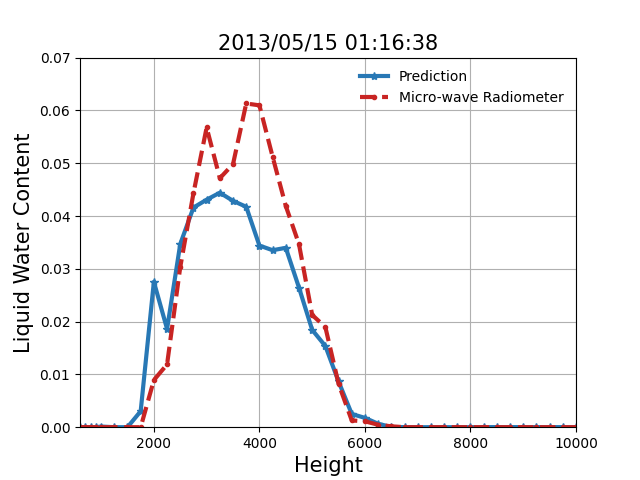 2013/05/15 01:16:38
0.07
0.06
0.05
0.04
0.03
0.02
0.01
0.00
Liquid Water Content
Prediction
Micro-wave Radiometer
2000 4000 6000 8000 10000
Height